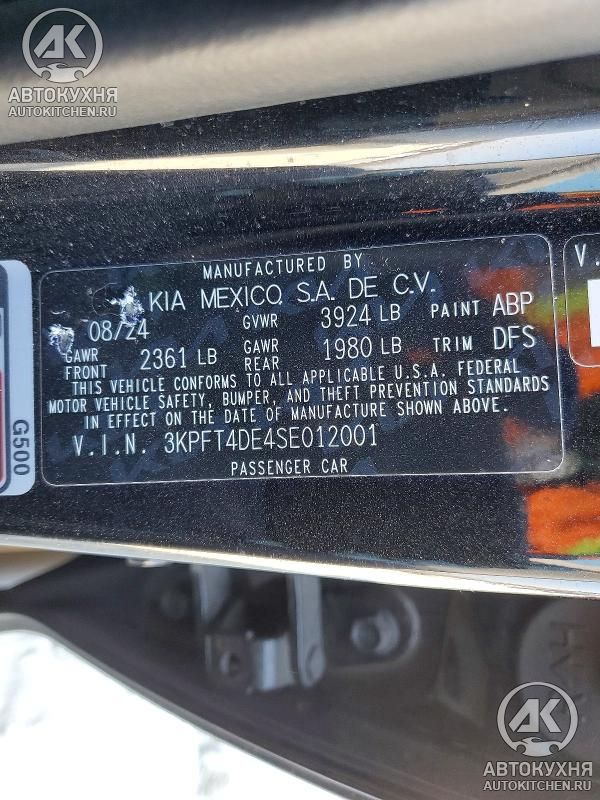 АК
АВТОКУХНЯ
AUTOKITCHEN.RU
MANUFACTURED BY
KIA MEXICO, S.A. DE C.V.
08/24 GVWR 3924 LB PAINT ABP
GAWR FRONT 2361 LB GAWR REAR 1980 LB TRIM DFS
THIS VEHICLE CONFORMS TO ALL APPLICABLE U.S.A. FEDERAL
MOTOR VEHICLE SAFETY, BUMPER, AND THEFT PREVENTION STANDARDS
IN EFFECT ON THE DATE OF MANUFACTURE SHOWN ABOVE.
V.I.N. 3KPFT4DE4SE012001
PASSENGER CAR
G500
V.
АК
АВТОКУХНЯ
AUTOKITCHEN.RU